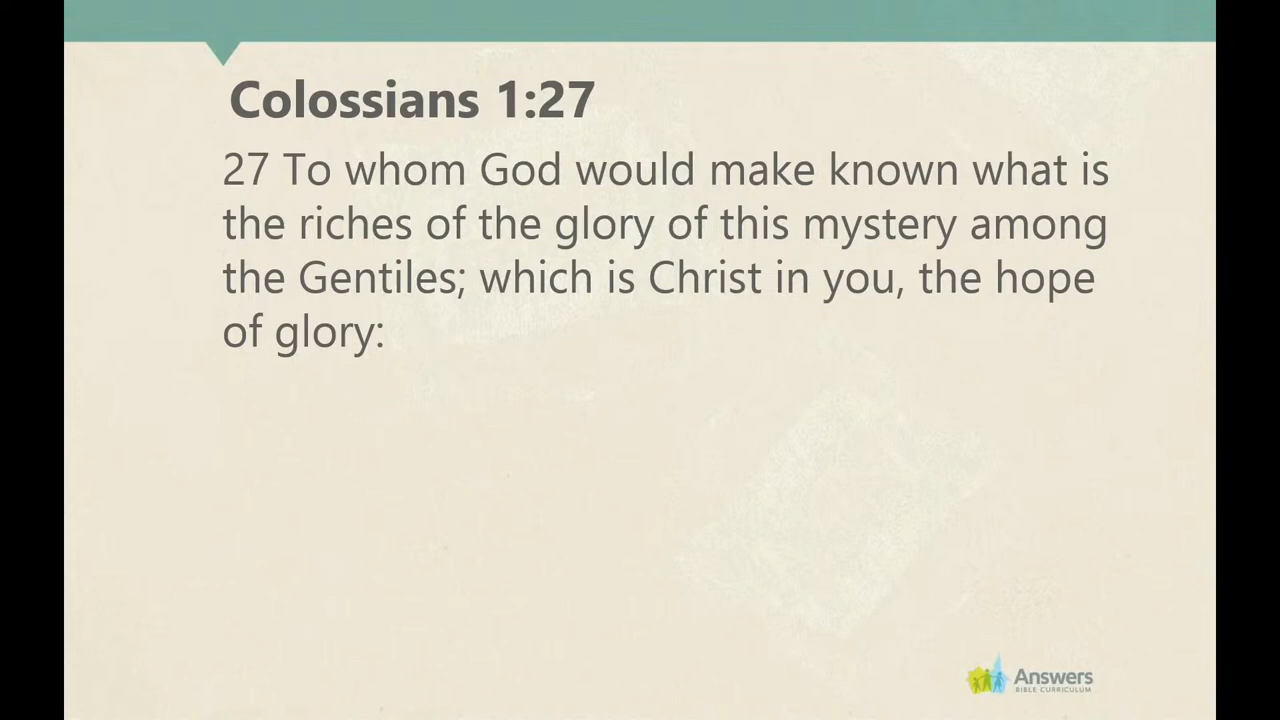 Colossians 1:27
27 To whom God would make known what is
the riches of the glory of this mystery among
the Gentiles; which is Christ in you, the hope
of glory:
Answers
BIBLE CURRICULUM